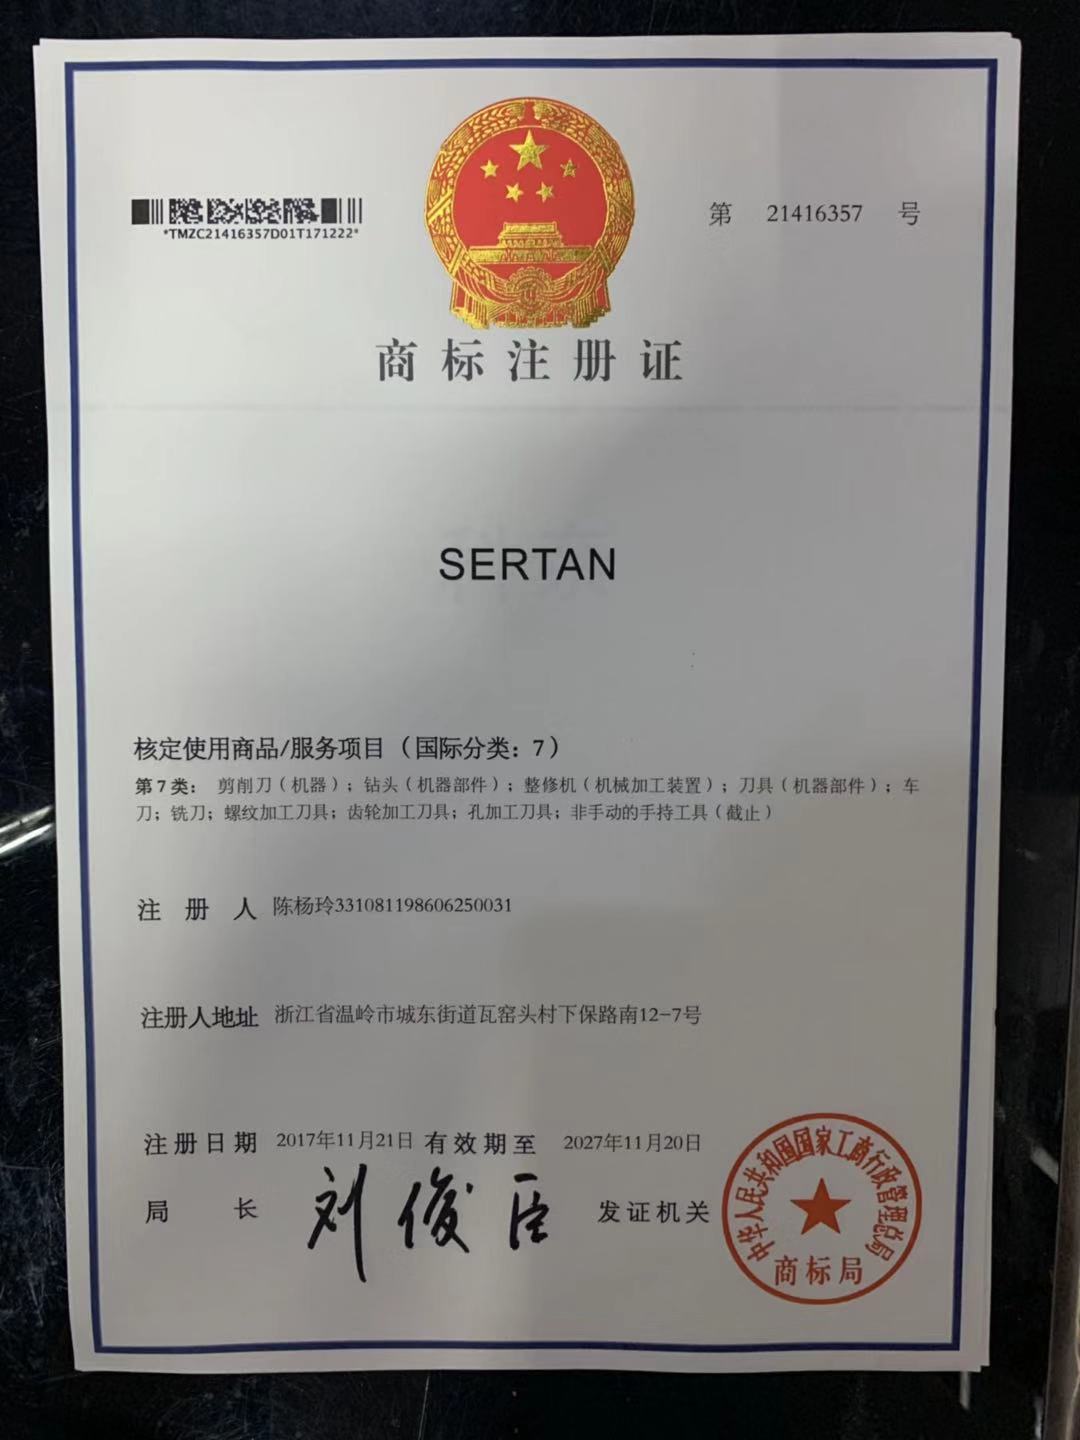 *TMZC21416357D01T171222*
第 21416357 号
商标注册证
SERTAN
核定使用商品/服务项目（国际分类：7）
第7类：剪削刀（机器）；钻头（机器部件）；整修机（机械加工装置）；刀具（机器部件）；车
刀；铣刀；螺纹加工刀具；齿轮加工刀具；孔加工刀具；非手动的手持工具（截止）
注册人 陈杨玲331081198606250031
注册人地址 浙江省温岭市城东街道瓦窑头村下保路南12-7号
注册日期 2017年11月21日 有效期至 2027年11月20日
局长 刘俊臣 发证机关
中华人民共和国国家工商行政管理总局
商标局